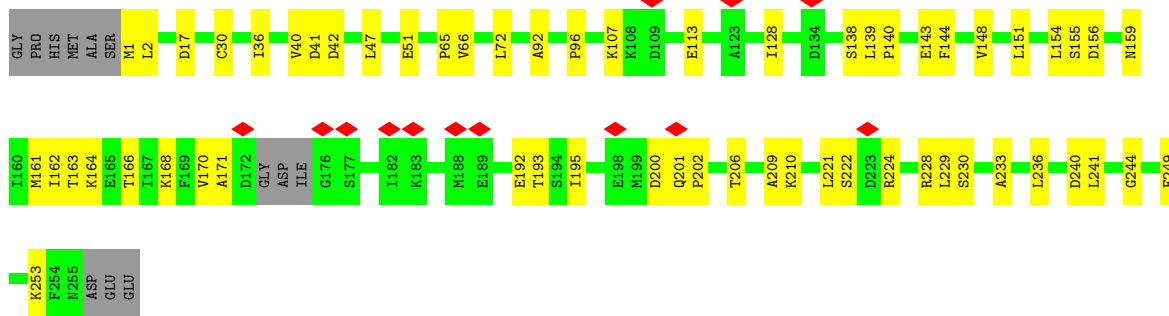 GLY PRO HIS MET ALA SER M1 L2 D17 C30 I36 V40 D41 D42 L47 E51 P65 V66 L72 A92 P96 K107 K108 D109 E113 A123 I128 D134 S138 L139 P140 E143 F144 V148 L151 L154 S155 D156 N159
I160 M161 I162 T163 K164 E165 T166 I167 K168 F169 V170 A171 D172 GLY ASP ILE G176 S177 I182 K183 M188 E189 E192 T193 S194 I195 E198 M199 D200 Q201 P202 T206 A209 K210 L221 S222 D223 R224 R228 L229 S230 A233 L236 D240 L241 G244 E249
K253 F254 N255 ASP GLU GLU